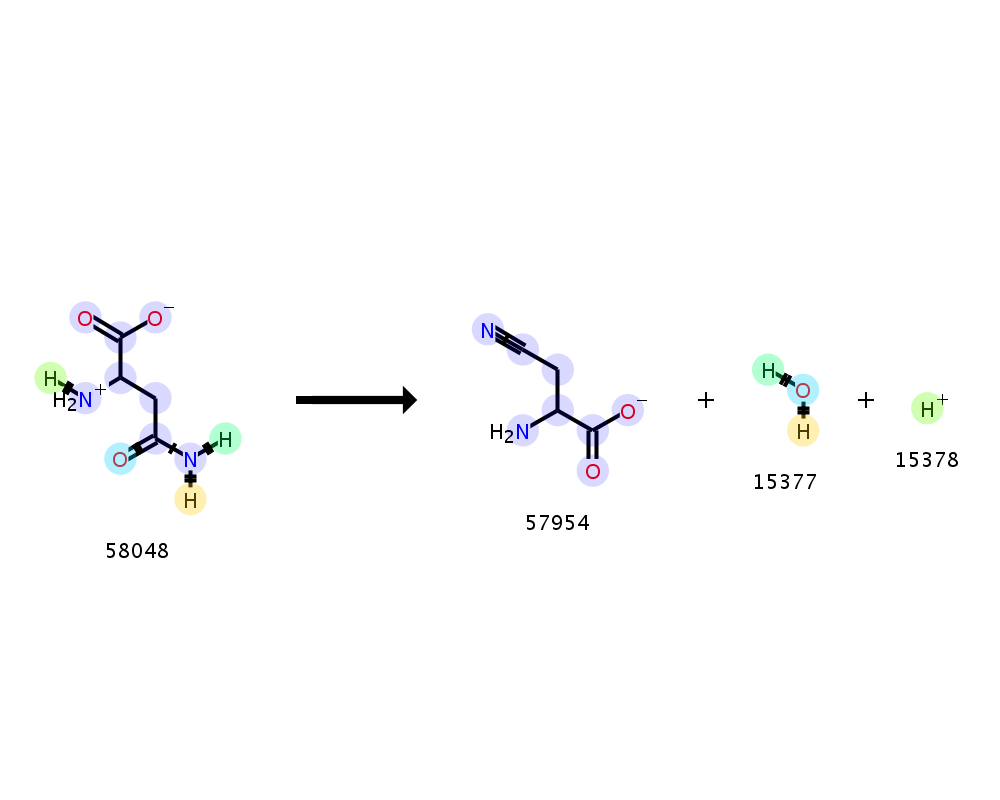 O O⁻
H
H₂N⁺
O N H
H
58048
N
H₂N O⁻
O
57954
+
H
O
H
15377
+
H⁺
15378